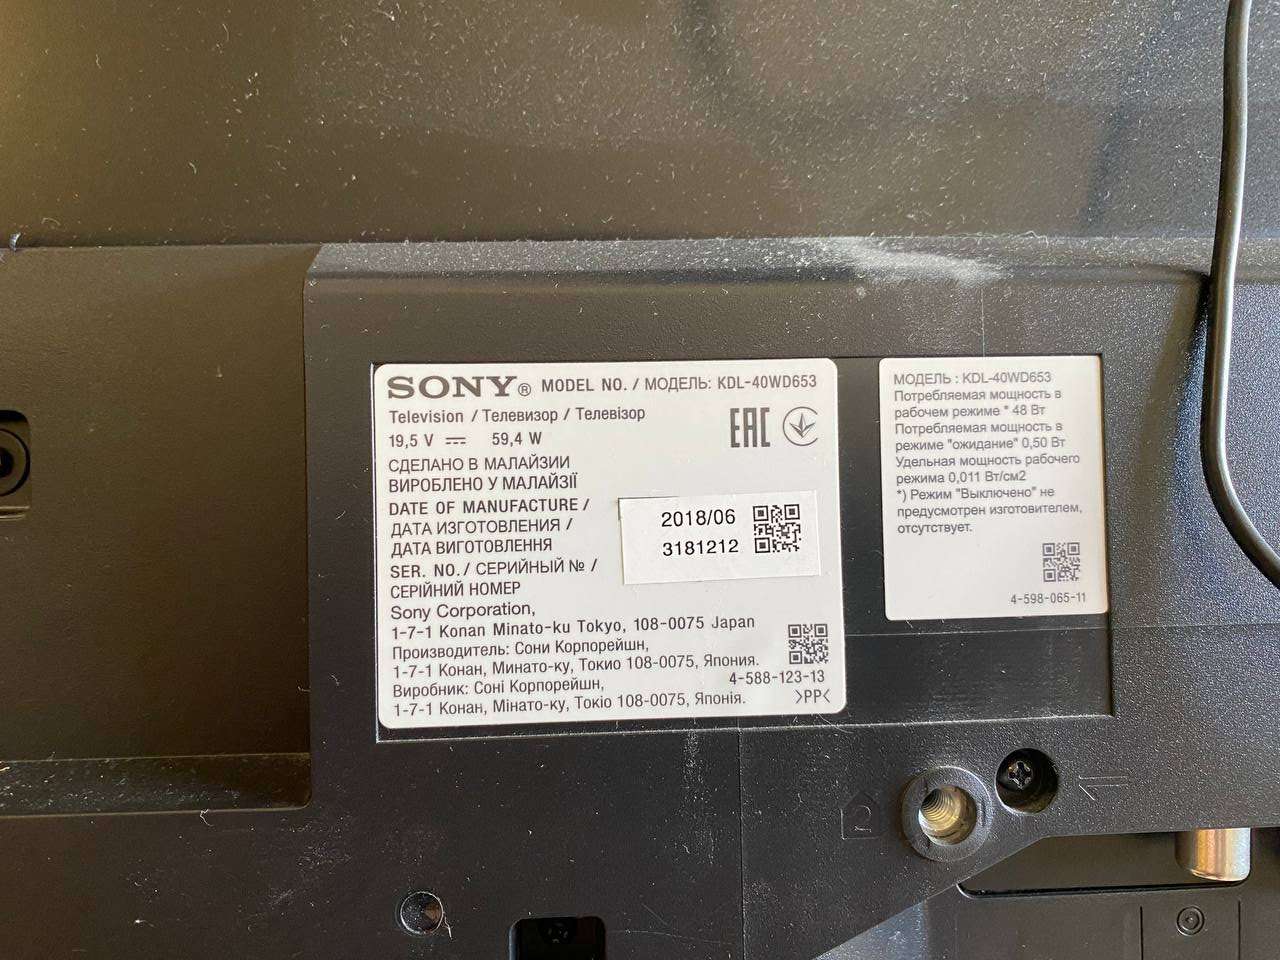 SONY® MODEL NO. / МОДЕЛЬ: KDL-40WD653
Television / Телевизор / Телевізор
19,5 V ⎓ 59,4 W
EAC
СДЕЛАНО В МАЛАЙЗИИ
ВИРОБЛЕНО У МАЛАЙЗІЇ
DATE OF MANUFACTURE /
ДАТА ИЗГОТОВЛЕНИЯ /
ДАТА ВИГОТОВЛЕННЯ
2018/06
3181212
SER. NO. / СЕРИЙНЫЙ № /
СЕРІЙНИЙ НОМЕР
Sony Corporation,
1-7-1 Konan Minato-ku Tokyo, 108-0075 Japan
Производитель: Сони Корпорейшн,
1-7-1 Конан, Минато-ку, Токио 108-0075, Япония.
Виробник: Соні Корпорейшн,
1-7-1 Конан, Мінато-ку, Токіо 108-0075, Японія.
4-588-123-13
>PP<
МОДЕЛЬ : KDL-40WD653
Потребляемая мощность в
рабочем режиме * 48 Вт
Потребляемая мощность в
режиме "ожидание" 0,50 Вт
Удельная мощность рабочего
режима 0,011 Вт/см2
*) Режим "Выключено" не
предусмотрен изготовителем,
отсутствует.
4-598-065-11
2